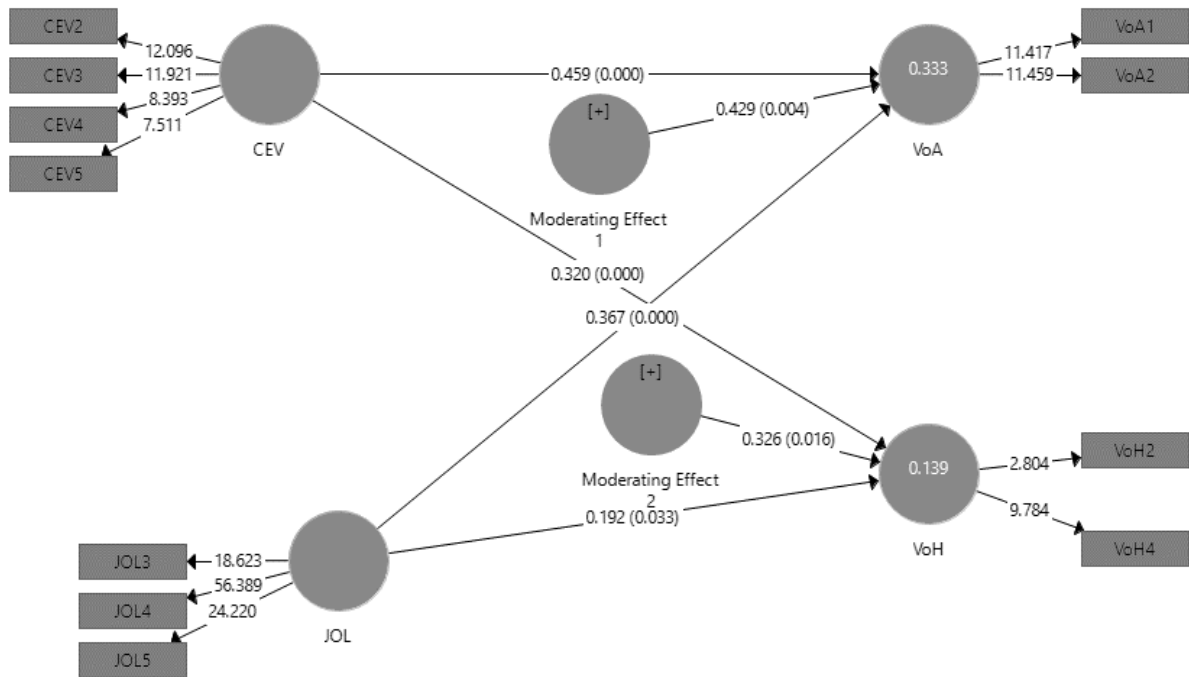 CEV2
CEV3
CEV4
CEV5
12.096
11.921
8.393
7.511
CEV
0.459 (0.000)
[+]
0.429 (0.004)
Moderating Effect
1
0.333
VoA
11.417
11.459
VoA1
VoA2
0.320 (0.000)
0.367 (0.000)
[+]
0.326 (0.016)
Moderating Effect
2
0.192 (0.033)
0.139
VoH
2.804
9.784
VoH2
VoH4
JOL3
JOL4
JOL5
18.623
56.389
24.220
JOL